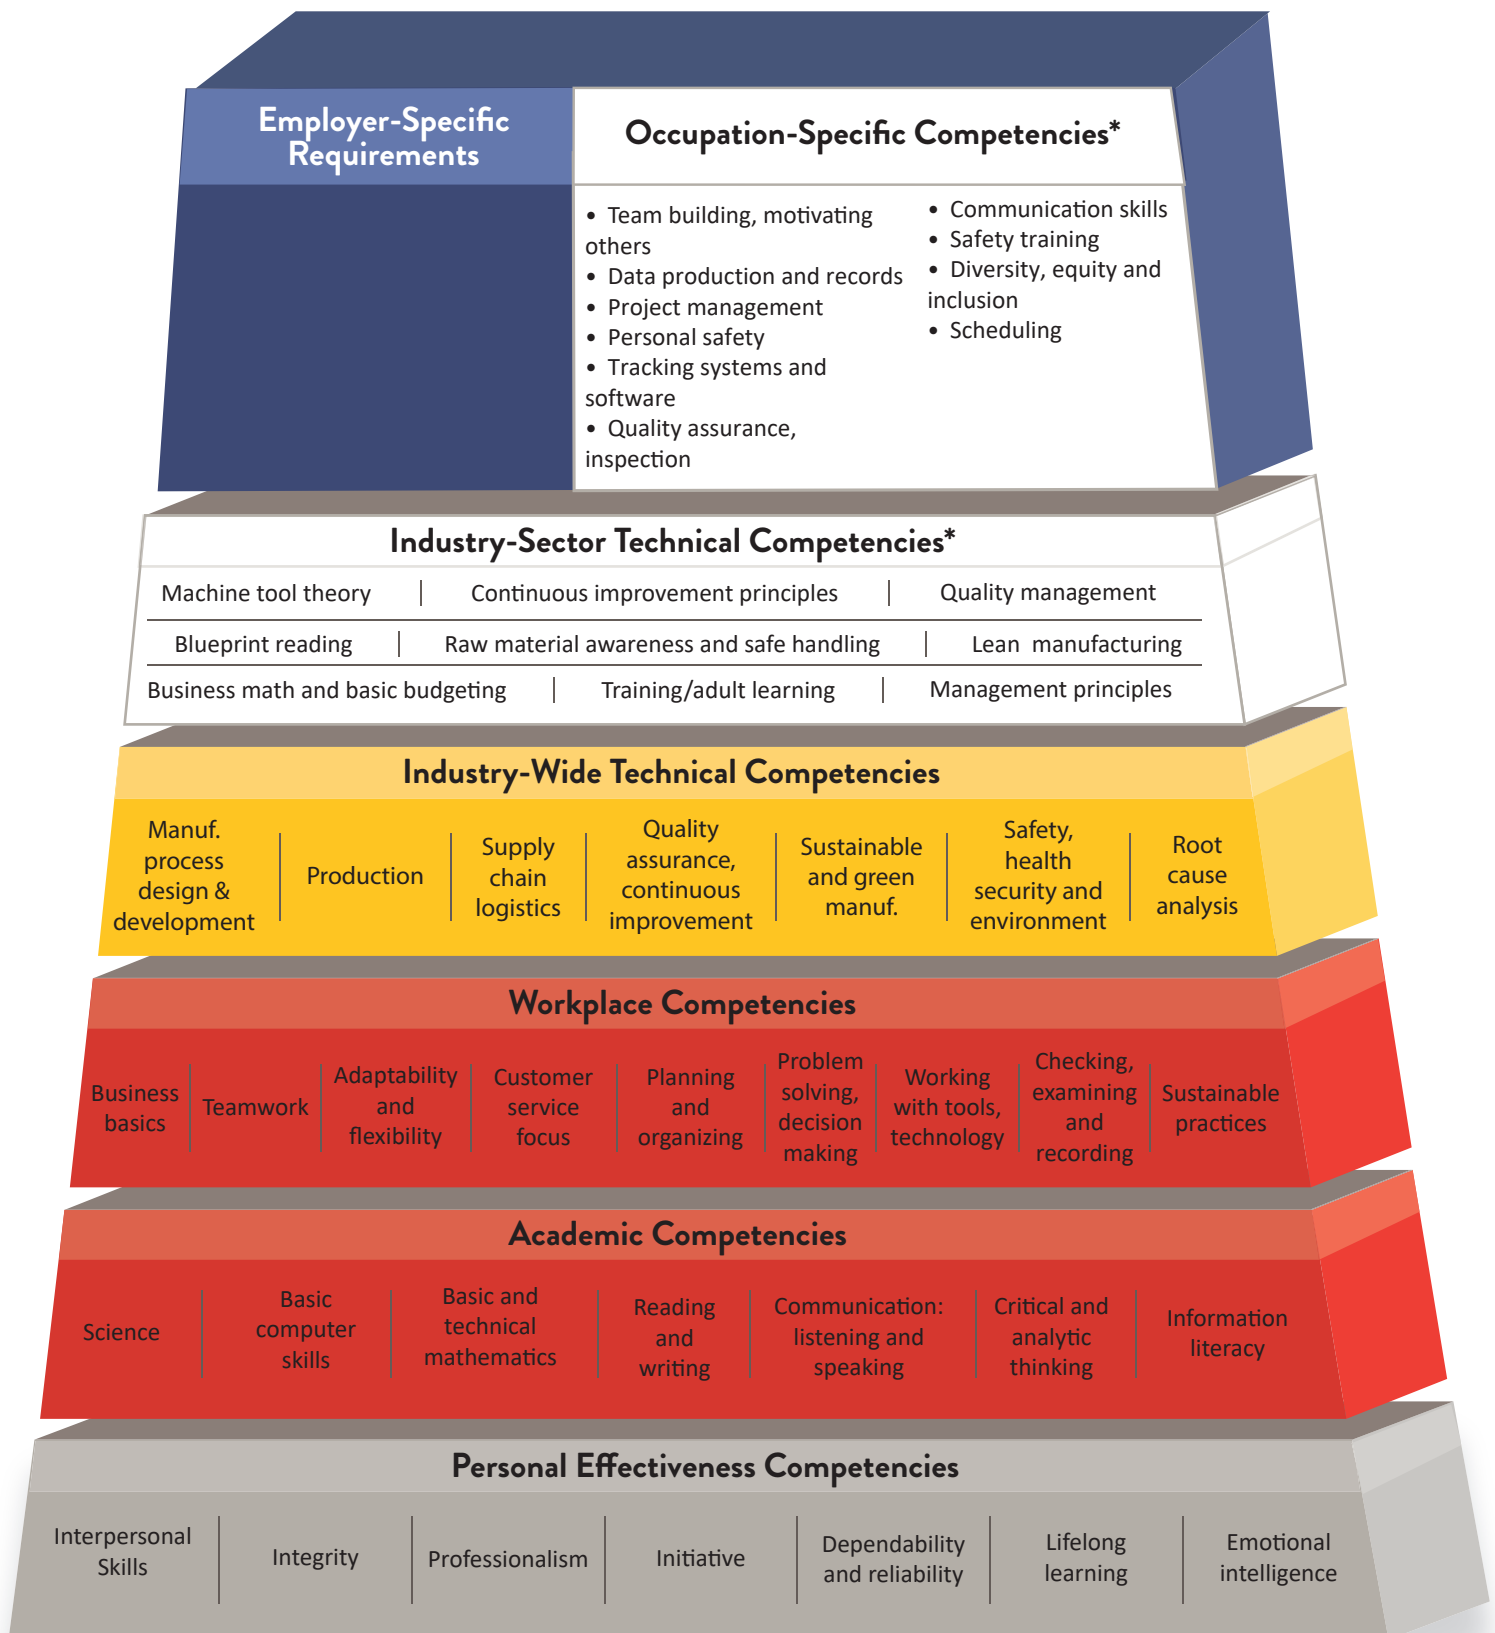 Employer-Specific
Requirements
Occupation-Specific Competencies*
• Team building, motivating
others
• Data production and records
• Project management
• Personal safety
• Tracking systems and
software
• Quality assurance,
inspection
• Communication skills
• Safety training
• Diversity, equity and
inclusion
• Scheduling
Industry-Sector Technical Competencies*
Machine tool theory | Continuous improvement principles | Quality management
Blueprint reading | Raw material awareness and safe handling | Lean manufacturing
Business math and basic budgeting | Training/adult learning | Management principles
Industry-Wide Technical Competencies
Manuf.
process
design &
development
Production
Supply
chain
logistics
Quality
assurance,
continuous
improvement
Sustainable
and green
manuf.
Safety,
health
security and
environment
Root
cause
analysis
Workplace Competencies
Business
basics
Teamwork
Adaptability
and
flexibility
Customer
service
focus
Planning
and
organizing
Problem
solving,
decision
making
Working
with tools,
technology
Checking,
examining
and
recording
Sustainable
practices
Academic Competencies
Science
Basic
computer
skills
Basic and
technical
mathematics
Reading
and
writing
Communication:
listening and
speaking
Critical and
analytic
thinking
Information
literacy
Personal Effectiveness Competencies
Interpersonal
Skills
Integrity
Professionalism
Initiative
Dependability
and reliability
Lifelong
learning
Emotional
intelligence